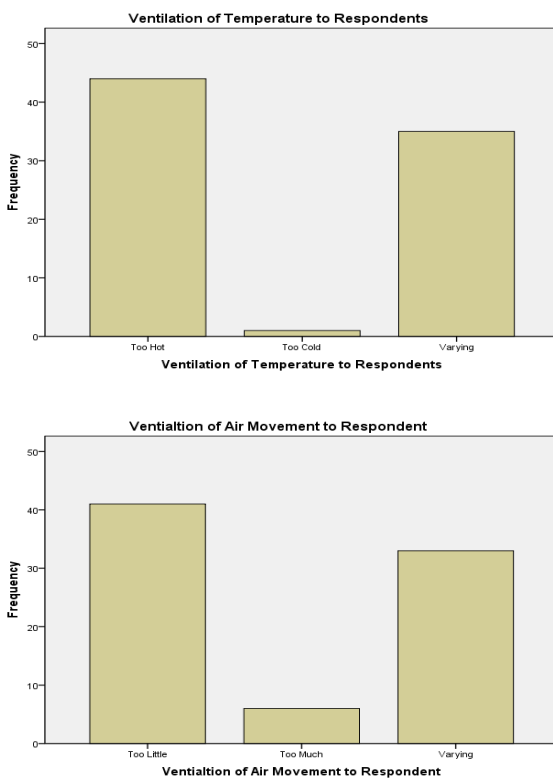 Ventilation of Temperature to Respondents
50
40
30
20
10
0
Frequency
Too Hot Too Cold Varying
Ventilation of Temperature to Respondents
Ventialtion of Air Movement to Respondent
50
40
30
20
10
0
Frequency
Too Little Too Much Varying
Ventialtion of Air Movement to Respondent